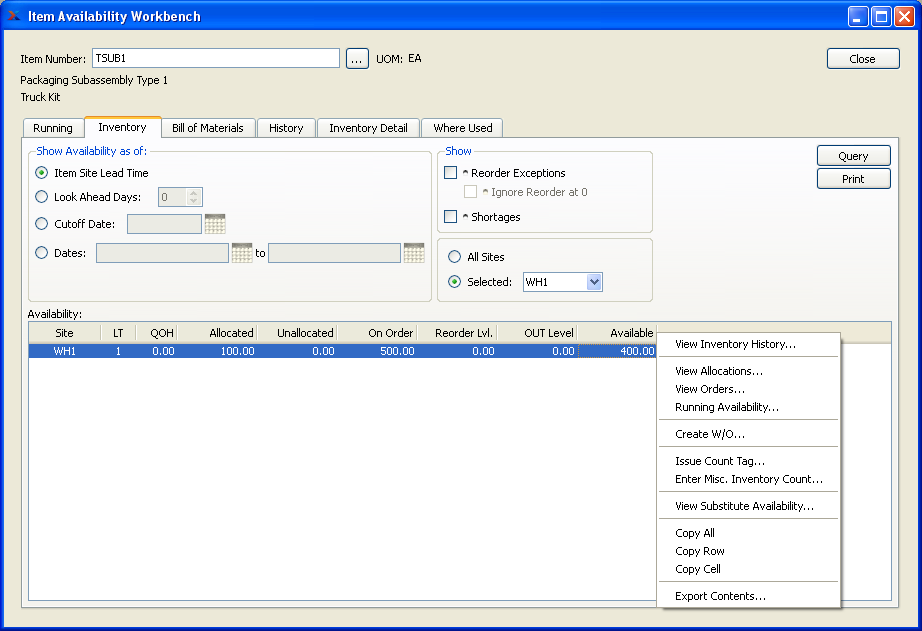 Item Availability Workbench
Item Number: TSUB1 ... UOM: EA Close
Packaging Subassembly Type 1
Truck Kit
Running Inventory Bill of Materials History Inventory Detail Where Used
Show Availability as of: Show
Query
Item Site Lead Time ^ Reorder Exceptions
Print
Look Ahead Days: 0 ^ Ignore Reorder at 0
Cutoff Date: ^ Shortages
Dates: to All Sites
Selected: WH1
Availability:
Site LT QOH Allocated Unallocated On Order Reorder Lvl. OUT Level Available
WH1 1 0.00 100.00 0.00 500.00 0.00 0.00 400.00
View Inventory History...
View Allocations...
View Orders...
Running Availability...
Create W/O...
Issue Count Tag...
Enter Misc. Inventory Count...
View Substitute Availability...
Copy All
Copy Row
Copy Cell
Export Contents...